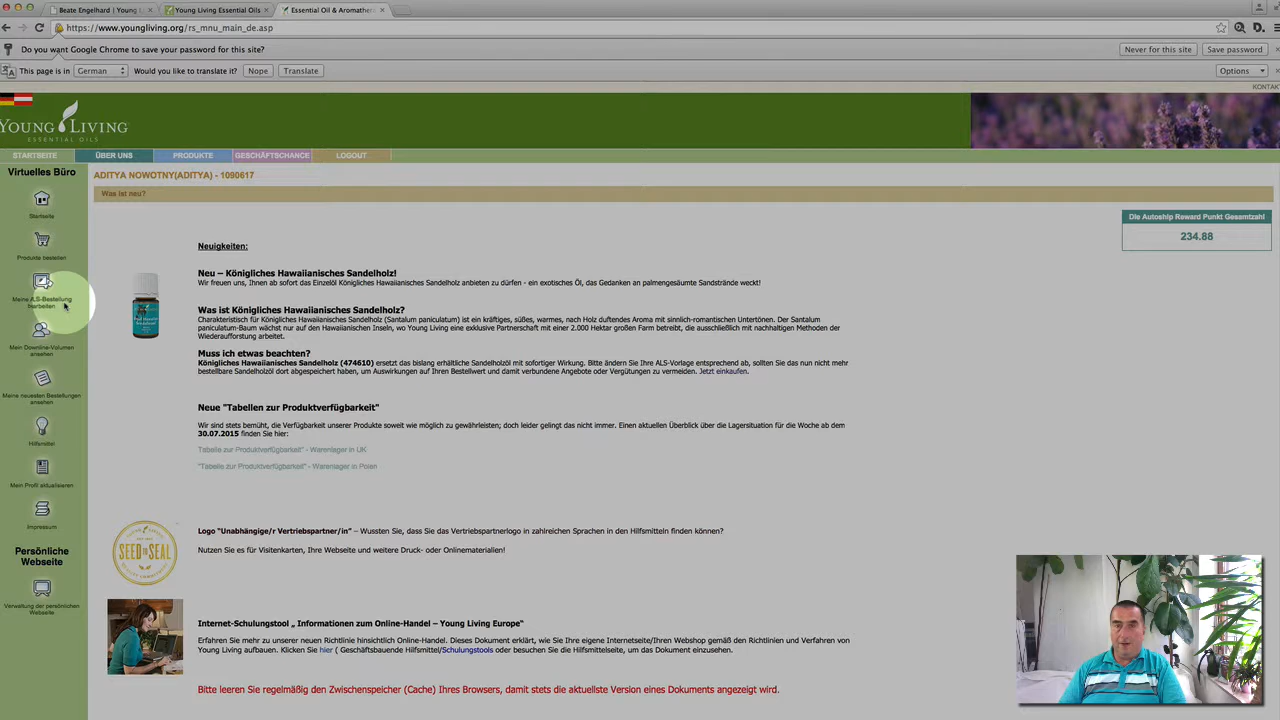 Beate Engelhard | Young L
Young Living Essential Oils
Essential Oil & Aromather
https://www.youngliving.org/rs_mnu_main_de.asp
Do you want Google Chrome to save your password for this site?
Never for this site
Save password
This page is in
German
Would you like to translate it?
Nope
Translate
Options
KONTAK
YOUNG LIVING
ESSENTIAL OILS
STARTSEITE
ÜBER UNS
PRODUKTE
GESCHÄFTSCHANCE
LOGOUT
Virtuelles Büro
Startseite
Produkte bestellen
Meine ALS-Bestellung
bearbeiten
Mein Downline-Volumen
ansehen
Meine neuesten Bestellungen
ansehen
Hilfsmittel
Mein Profil aktualisieren
Impressum
Persönliche
Webseite
Verwaltung der persönlichen
Webseite
ADITYA NOWOTNY(ADITYA) - 1090617
Was ist neu?
Die Autoship Reward Punkt Gesamtzahl
234.88
Neuigkeiten:
Neu – Königliches Hawaiianisches Sandelholz!
Wir freuen uns, Ihnen ab sofort das Einzelöl Königliches Hawaiianisches Sandelholz anbieten zu dürfen - ein exotisches Öl, das Gedanken an palmengesäumte Sandstrände weckt!
Was ist Königliches Hawaiianisches Sandelholz?
Charakteristisch für Königliches Hawaiianisches Sandelholz (Santalum paniculatum) ist ein kräftiges, süßes, warmes, nach Holz duftendes Aroma mit sinnlich-romantischen Untertönen. Der Santalum
paniculatum-Baum wächst nur auf den Hawaiianischen Inseln, wo Young Living eine exklusive Partnerschaft mit einer 2.000 Hektar großen Farm betreibt, die ausschließlich mit nachhaltigen Methoden der
Wiederaufforstung arbeitet.
Muss ich etwas beachten?
Königliches Hawaiianisches Sandelholz (474610) ersetzt das bislang erhältliche Sandelholzöl mit sofortiger Wirkung. Bitte ändern Sie Ihre ALS-Vorlage entsprechend ab, sollten Sie das nun nicht mehr
bestellbare Sandelholzöl dort abgespeichert haben, um Auswirkungen auf Ihren Bestellwert und damit verbundene Angebote oder Vergütungen zu vermeiden. Jetzt einkaufen.
Neue "Tabellen zur Produktverfügbarkeit"
Wir sind stets bemüht, die Verfügbarkeit unserer Produkte soweit wie möglich zu gewährleisten; doch leider gelingt das nicht immer. Einen aktuellen Überblick über die Lagersituation für die Woche ab dem
30.07.2015 finden Sie hier:
Tabelle zur Produktverfügbarkeit" - Warenlager in UK
"Tabelle zur Produktverfügbarkeit" - Warenlager in Polen
SEED TO SEAL
Logo "Unabhängige/r Vertriebspartner/in" – Wussten Sie, dass Sie das Vertriebspartnerlogo in zahlreichen Sprachen in den Hilfsmitteln finden können?
Nutzen Sie es für Visitenkarten, Ihre Webseite und weitere Druck- oder Onlinematerialien!
Internet-Schulungstool „ Informationen zum Online-Handel – Young Living Europe“
Erfahren Sie mehr zu unserer neuen Richtlinie hinsichtlich Online-Handel. Dieses Dokument erklärt, wie Sie Ihre eigene Internetseite/Ihren Webshop gemäß den Richtlinien und Verfahren von
Young Living aufbauen. Klicken Sie hier ( Geschäftsbauende Hilfsmittel/Schulungstools oder besuchen Sie die Hilfsmittelseite, um das Dokument einzusehen.
Bitte leeren Sie regelmäßig den Zwischenspeicher (Cache) Ihres Browsers, damit stets die aktuellste Version eines Dokuments angezeigt wird.